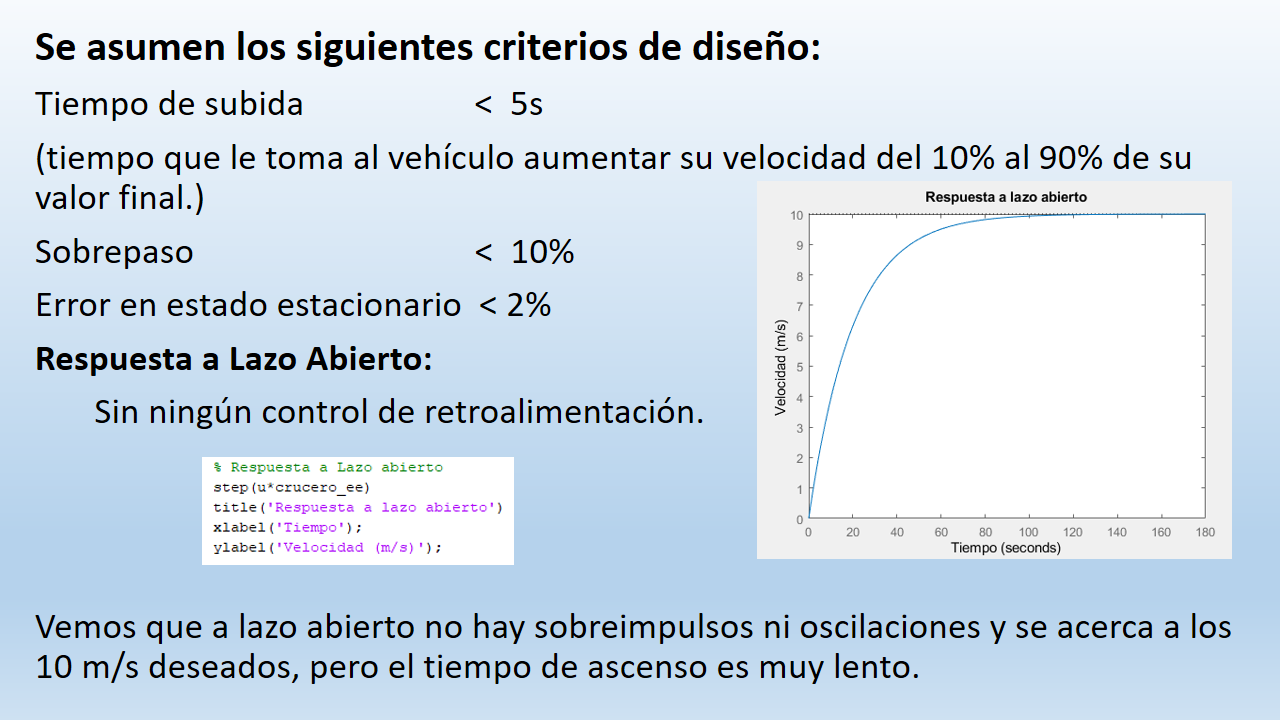 Se asumen los siguientes criterios de diseño:
Tiempo de subida < 5s
(tiempo que le toma al vehículo aumentar su velocidad del 10% al 90% de su
valor final.)
Sobrepaso < 10%
Error en estado estacionario < 2%
Respuesta a Lazo Abierto:
Sin ningún control de retroalimentación.
% Respuesta a Lazo abierto
step(u*crucero_ee)
title('Respuesta a lazo abierto')
xlabel('Tiempo');
ylabel('Velocidad (m/s)');
Respuesta a lazo abierto
Velocidad (m/s)
10
9
8
7
6
5
4
3
2
1
0
0 20 40 60 80 100 120 140 160 180
Tiempo (seconds)
Vemos que a lazo abierto no hay sobreimpulsos ni oscilaciones y se acerca a los
10 m/s deseados, pero el tiempo de ascenso es muy lento.